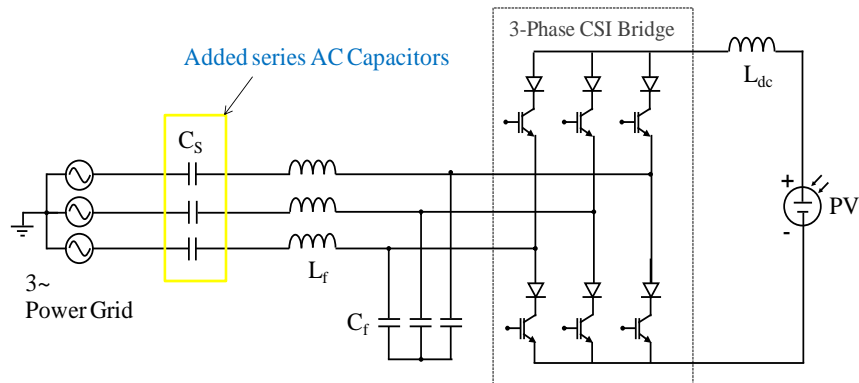 3-Phase CSI Bridge
Added series AC Capacitors
L_dc
C_S
+
PV
-
L_f
3~
Power Grid
C_f